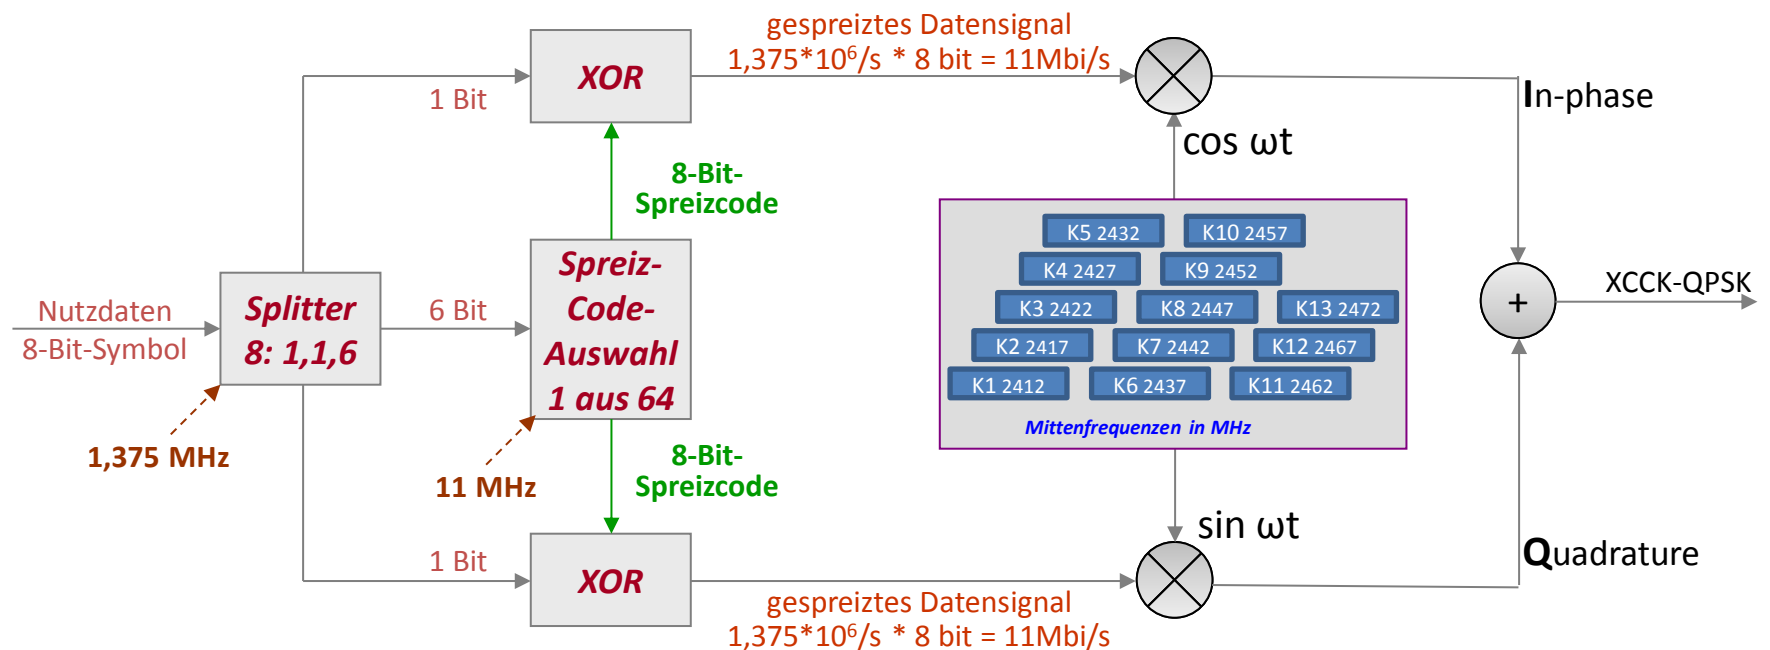 gespreiztes Datensignal
1,375*10⁶/s * 8 bit = 11Mbi/s
XOR
1 Bit
In-phase
cos ωt
8-Bit-
Spreizcode
K5 2432
K10 2457
Spreiz-
Code-
Auswahl
1 aus 64
K4 2427
K9 2452
Nutzdaten
8-Bit-Symbol
Splitter
8: 1,1,6
6 Bit
K3 2422
K8 2447
K13 2472
+
XCCK-QPSK
K2 2417
K7 2442
K12 2467
K1 2412
K6 2437
K11 2462
Mittenfrequenzen in MHz
1,375 MHz
11 MHz
8-Bit-
Spreizcode
sin ωt
Quadrature
1 Bit
XOR
gespreiztes Datensignal
1,375*10⁶/s * 8 bit = 11Mbi/s